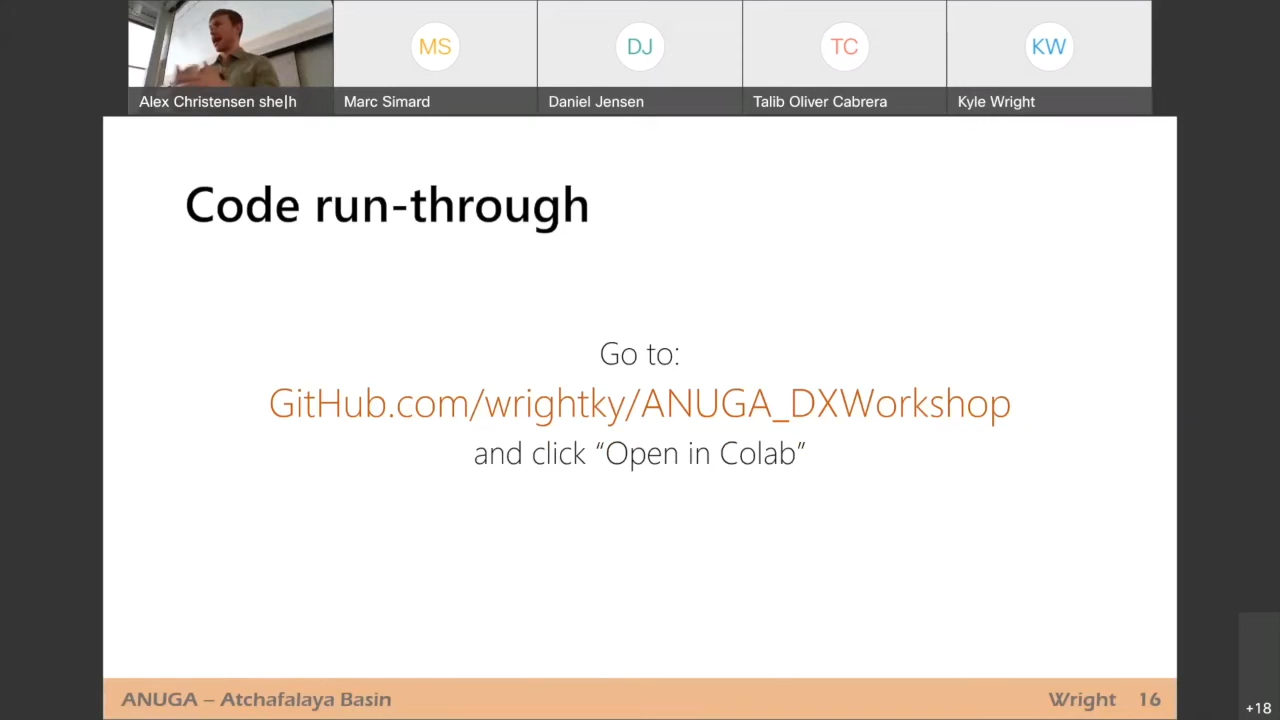 MS
DJ
TC
KW
Alex Christensen she|h
Marc Simard
Daniel Jensen
Talib Oliver Cabrera
Kyle Wright
Code run-through
Go to:
GitHub.com/wrightky/ANUGA_DXWorkshop
and click “Open in Colab”
ANUGA – Atchafalaya Basin
Wright 16
+18